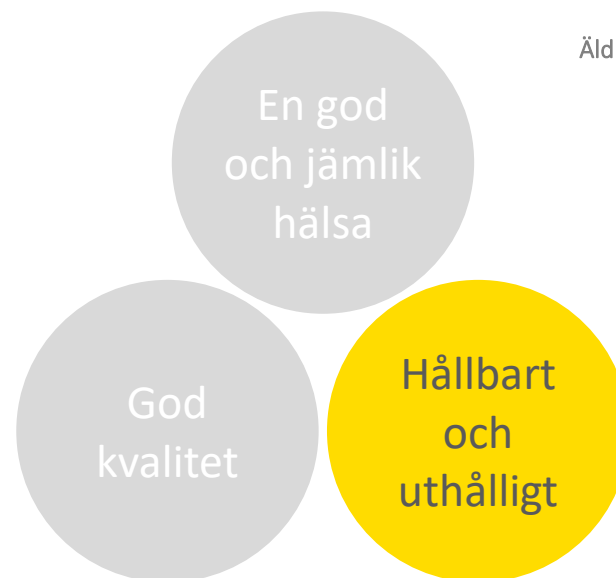 Äld
En god
och jämlik
hälsa
God
kvalitet
Hållbart
och
uthålligt